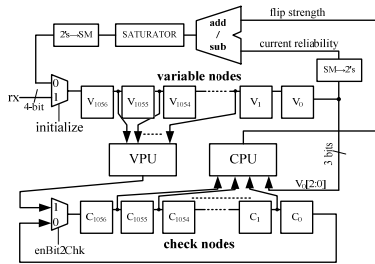 flip strength
2's→SM
SATURATOR
add / sub
current reliability
SM→2's
variable nodes
rx
4-bit
0
1
V1056
V1055
V1054
V1
V0
initialize
VPU
CPU
3 bits
V0[2:0]
1
0
C1056
C1055
C1054
C1
C0
enBit2Chk
check nodes